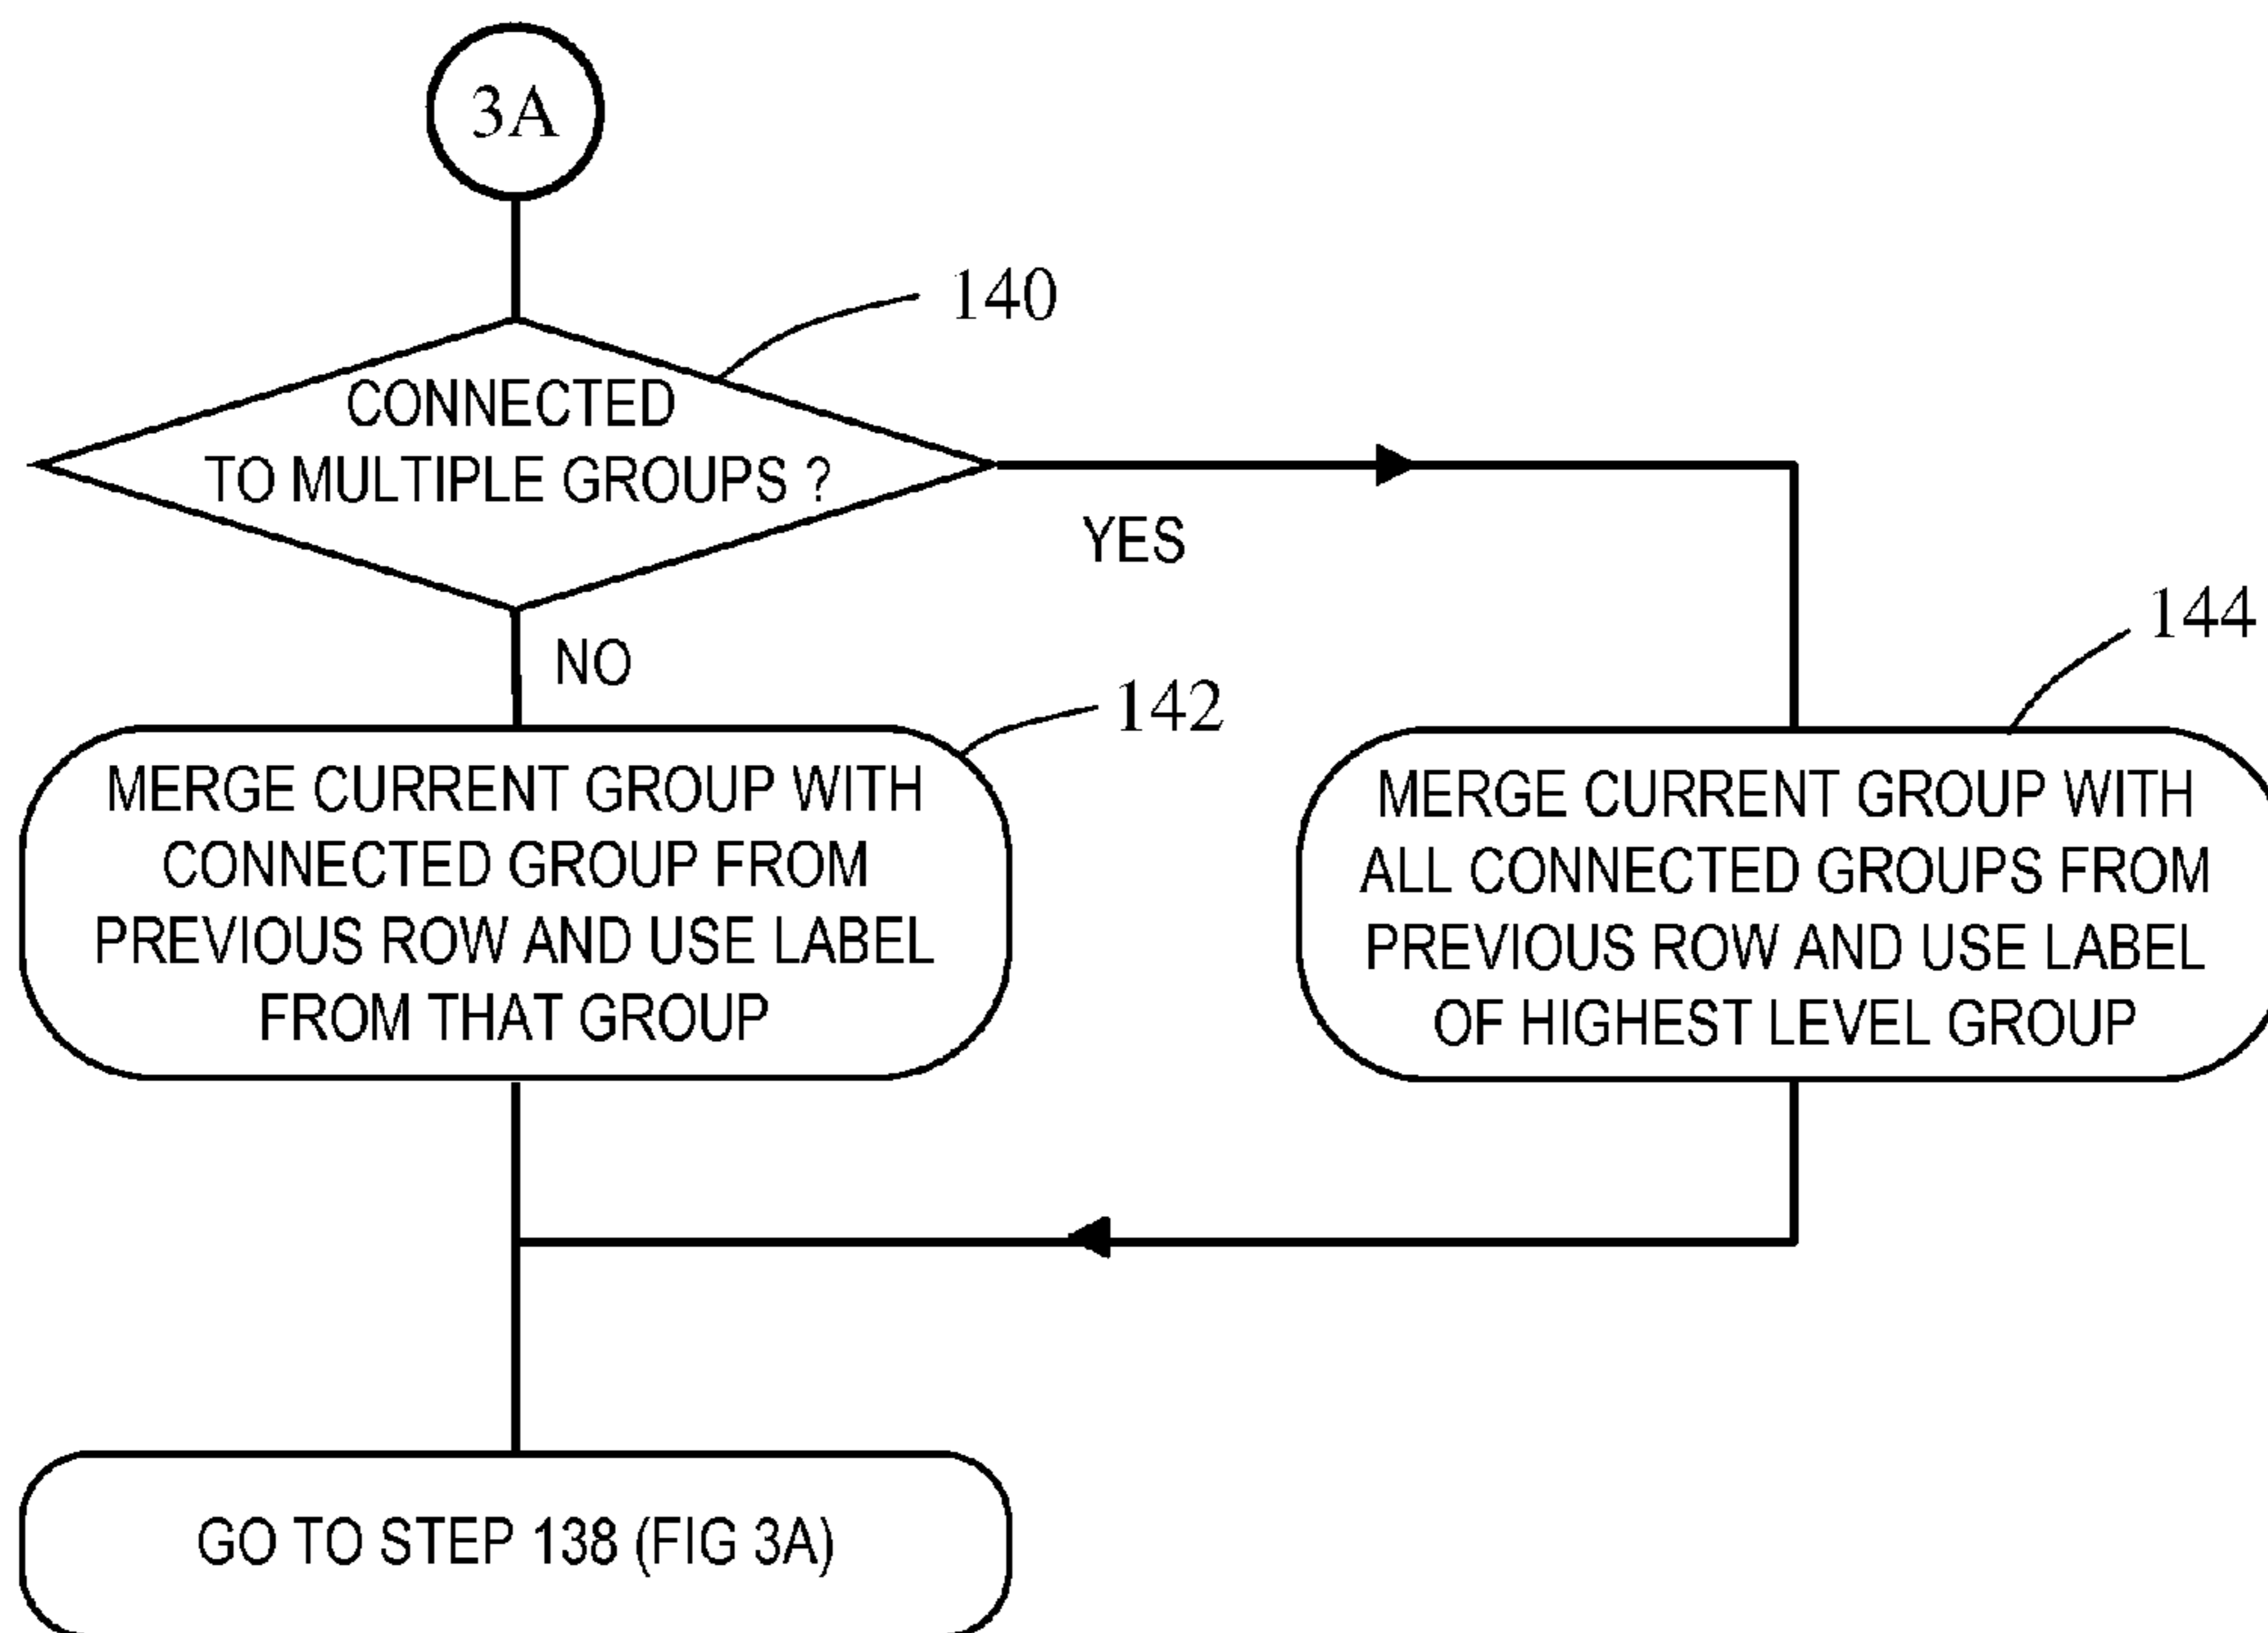 3A
140
CONNECTED
TO MULTIPLE GROUPS ?
YES
NO
142
144
MERGE CURRENT GROUP WITH
CONNECTED GROUP FROM
PREVIOUS ROW AND USE LABEL
FROM THAT GROUP
MERGE CURRENT GROUP WITH
ALL CONNECTED GROUPS FROM
PREVIOUS ROW AND USE LABEL
OF HIGHEST LEVEL GROUP
GO TO STEP 138 (FIG 3A)